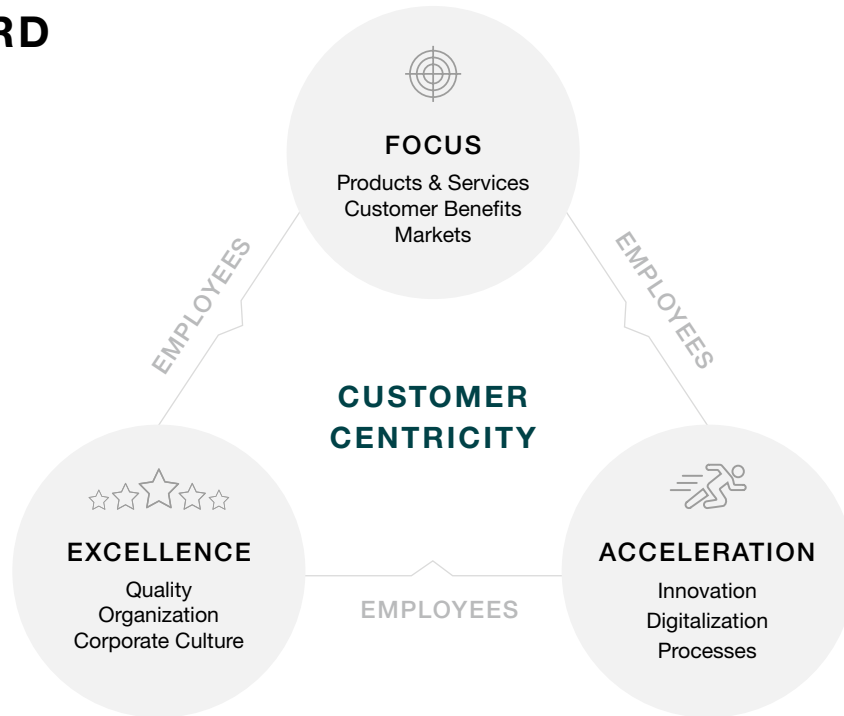 RD
FOCUS
Products & Services
Customer Benefits
Markets
EMPLOYEES
EMPLOYEES
CUSTOMER
CENTRICITY
EXCELLENCE
Quality
Organization
Corporate Culture
EMPLOYEES
ACCELERATION
Innovation
Digitalization
Processes